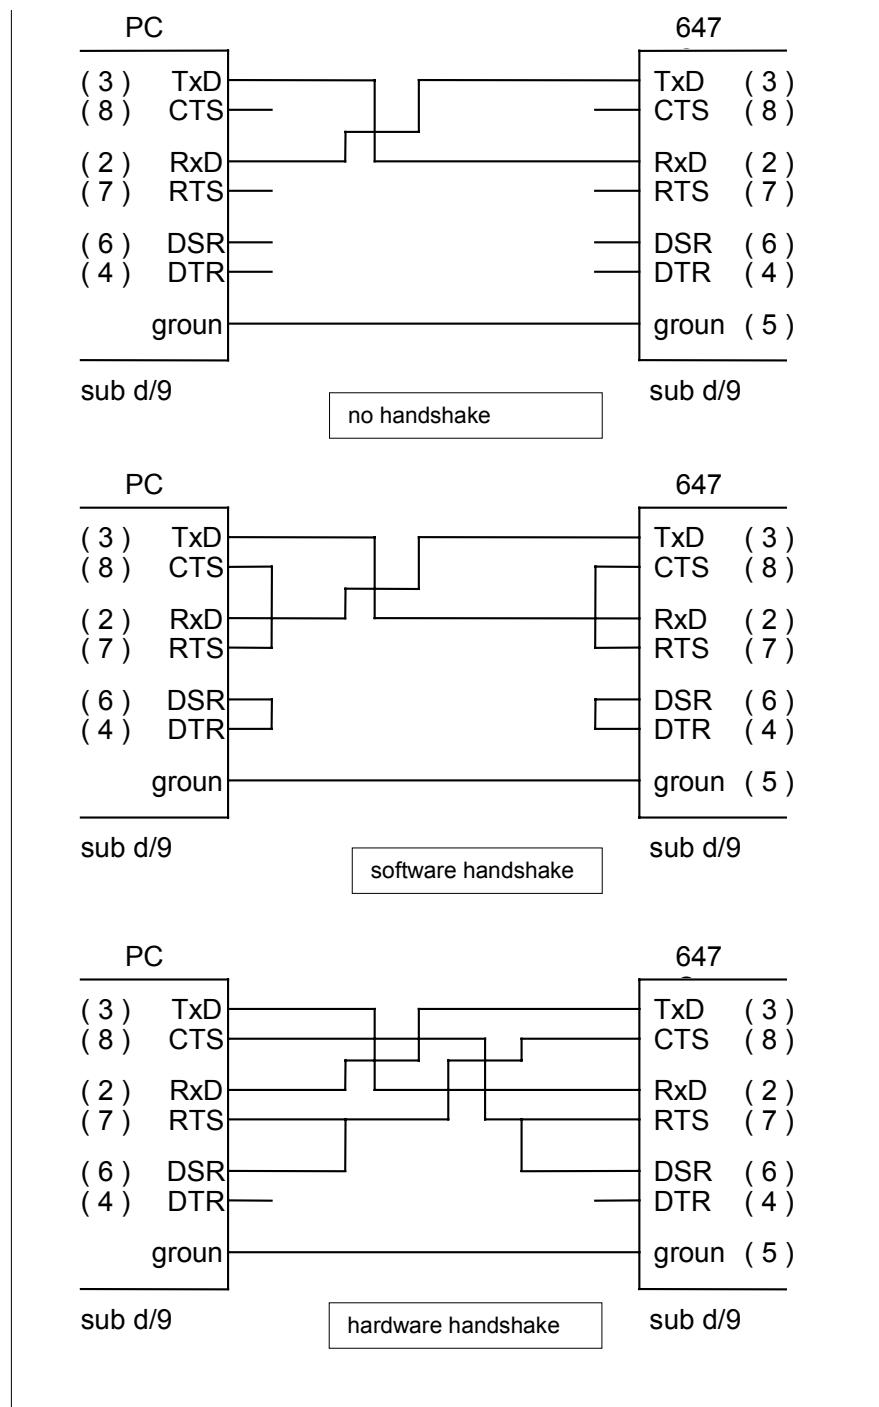 PC 647
( 3 ) TxD TxD ( 3 )
( 8 ) CTS CTS ( 8 )
( 2 ) RxD RxD ( 2 )
( 7 ) RTS RTS ( 7 )
( 6 ) DSR DSR ( 6 )
( 4 ) DTR DTR ( 4 )
groun groun ( 5 )
sub d/9 sub d/9
no handshake
PC 647
( 3 ) TxD TxD ( 3 )
( 8 ) CTS CTS ( 8 )
( 2 ) RxD RxD ( 2 )
( 7 ) RTS RTS ( 7 )
( 6 ) DSR DSR ( 6 )
( 4 ) DTR DTR ( 4 )
groun groun ( 5 )
sub d/9 sub d/9
software handshake
PC 647
( 3 ) TxD TxD ( 3 )
( 8 ) CTS CTS ( 8 )
( 2 ) RxD RxD ( 2 )
( 7 ) RTS RTS ( 7 )
( 6 ) DSR DSR ( 6 )
( 4 ) DTR DTR ( 4 )
groun groun ( 5 )
sub d/9 sub d/9
hardware handshake